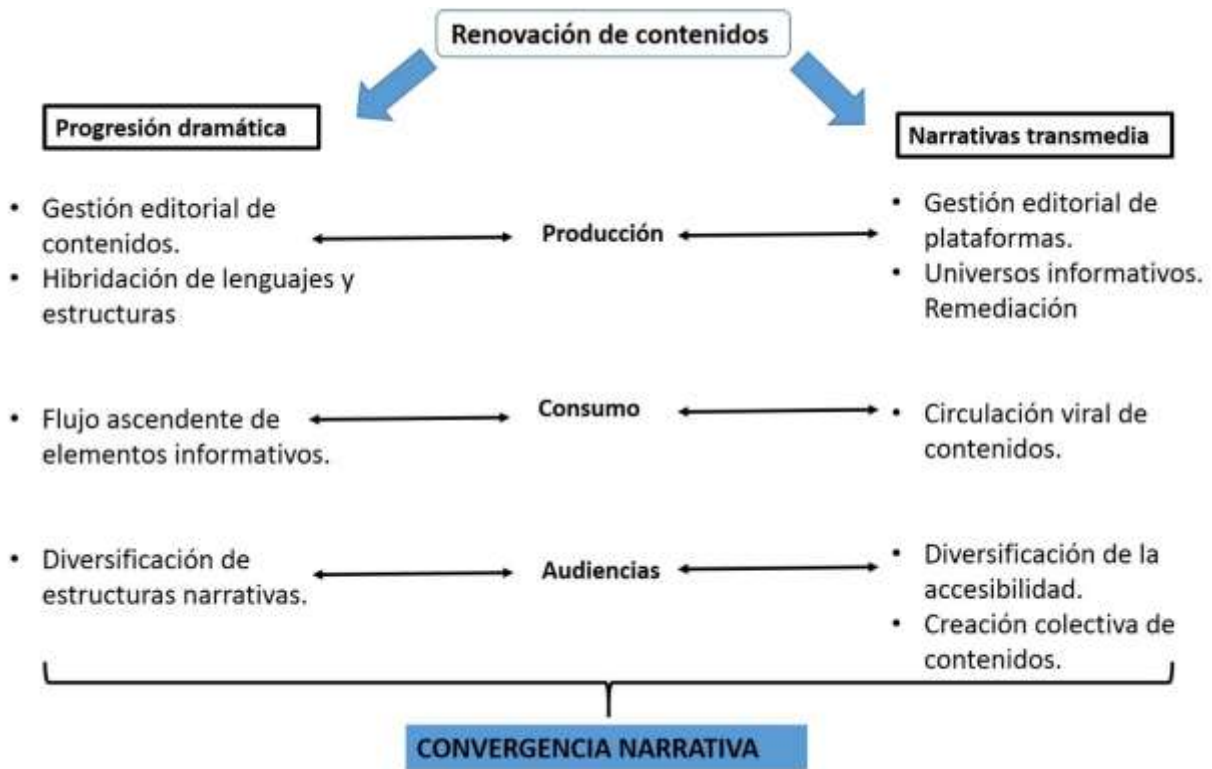 Renovación de contenidos
Progresión dramática
Narrativas transmedia
• Gestión editorial de
contenidos.
• Hibridación de lenguajes y
estructuras
Producción
• Gestión editorial de
plataformas.
• Universos informativos.
Remediación
• Flujo ascendente de
elementos informativos.
Consumo
• Circulación viral de
contenidos.
• Diversificación de
estructuras narrativas.
Audiencias
• Diversificación de la
accesibilidad.
• Creación colectiva de
contenidos.
CONVERGENCIA NARRATIVA